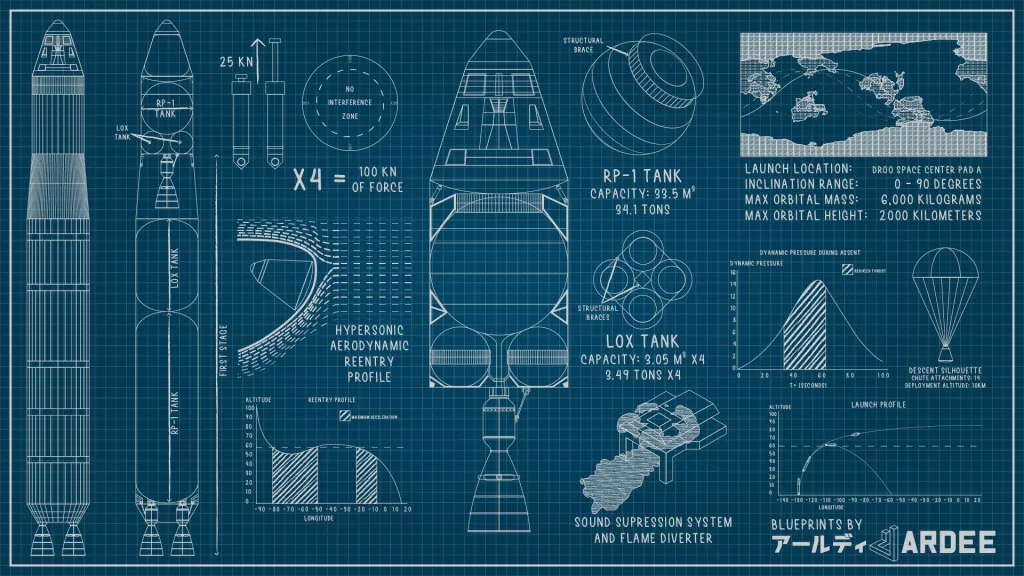 25 KN
NO
INTERFERENCE
ZONE
X4 =
100 KN
OF FORCE
RP-1
TANK
LOX
TANK
LOX TANK
RP-1 TANK
FIRST STAGE
HYPERSONIC
AERODYNAMIC
REENTRY
PROFILE
ALTITUDE
REENTRY PROFILE
MAXIMUM DECELERATION
100
90
80
70
60
50
40
30
20
10
0
-90 -80 -70 -60 -50 -40 -30 -20 -10 0 10 20
LONGITUDE
STRUCTURAL
BRACE
RP-1 TANK
CAPACITY: 33.5 M³
34.1 TONS
STRUCTURAL
BRACES
LOX TANK
CAPACITY: 3.05 M³ X4
3.49 TONS X4
SOUND SUPRESSION SYSTEM
AND FLAME DIVERTER
LAUNCH LOCATION: DROO SPACE CENTER PAD A
INCLINATION RANGE: 0 - 90 DEGREES
MAX ORBITAL MASS: 6,000 KILOGRAMS
MAX ORBITAL HEIGHT: 2000 KILOMETERS
DYANAMIC PRESSURE DURING ASSENT
DYNAMIC PRESSURE
REDUCED THRUST
16
14
12
10
8
6
4
2
0
0 20 40 60 80 100
T+ (SECONDS)
DESCENT SILHOUETTE
CHUTE ATTACHMENTS: 14
DEPLOYMENT ALTITUDE: 10KM
ALTITUDE
LAUNCH PROFILE
100
90
80
70
60
50
40
30
20
10
0
-140 -130 -120 -110 -100 -90 -80 -70 -60 -50 -40 -30 -20 -10 0 10 20
LONGITUDE
BLUEPRINTS BY
アールディ ARDEE